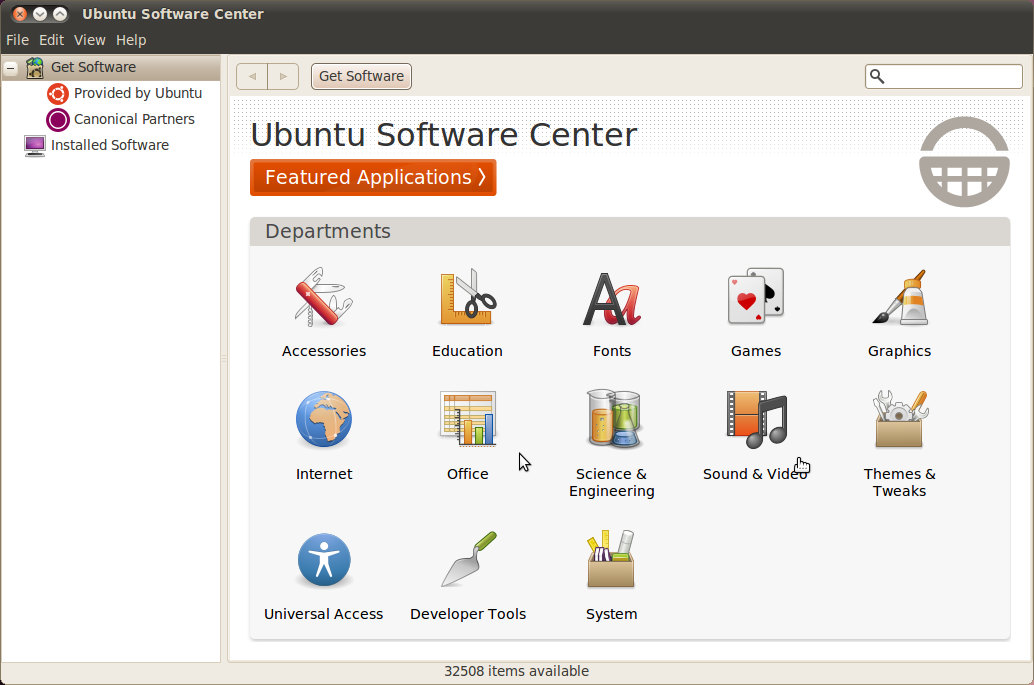 Ubuntu Software Center
File Edit View Help
Get Software
Provided by Ubuntu
Canonical Partners
Installed Software
Get Software
Ubuntu Software Center
Featured Applications
Departments
Accessories
Education
Fonts
Games
Graphics
Internet
Office
Science &
Engineering
Sound & Video
Themes &
Tweaks
Universal Access
Developer Tools
System
32508 items available